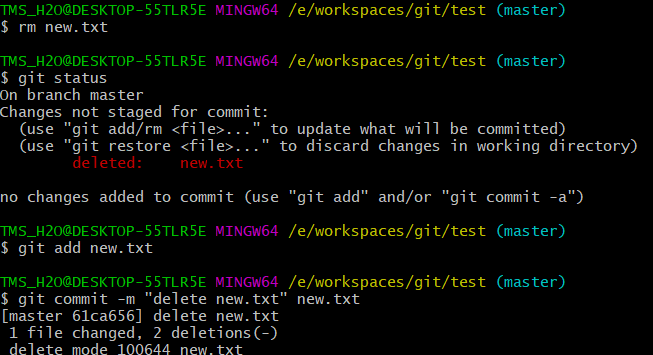 TMS_H2O@DESKTOP-55TLR5E MINGW64 /e/workspaces/git/test (master)
$ rm new.txt
TMS_H2O@DESKTOP-55TLR5E MINGW64 /e/workspaces/git/test (master)
$ git status
On branch master
Changes not staged for commit:
  (use "git add/rm <file>..." to update what will be committed)
  (use "git restore <file>..." to discard changes in working directory)
        deleted:    new.txt
no changes added to commit (use "git add" and/or "git commit -a")
TMS_H2O@DESKTOP-55TLR5E MINGW64 /e/workspaces/git/test (master)
$ git add new.txt
TMS_H2O@DESKTOP-55TLR5E MINGW64 /e/workspaces/git/test (master)
$ git commit -m "delete new.txt" new.txt
[master 61ca656] delete new.txt
 1 file changed, 2 deletions(-)
 delete mode 100644 new.txt